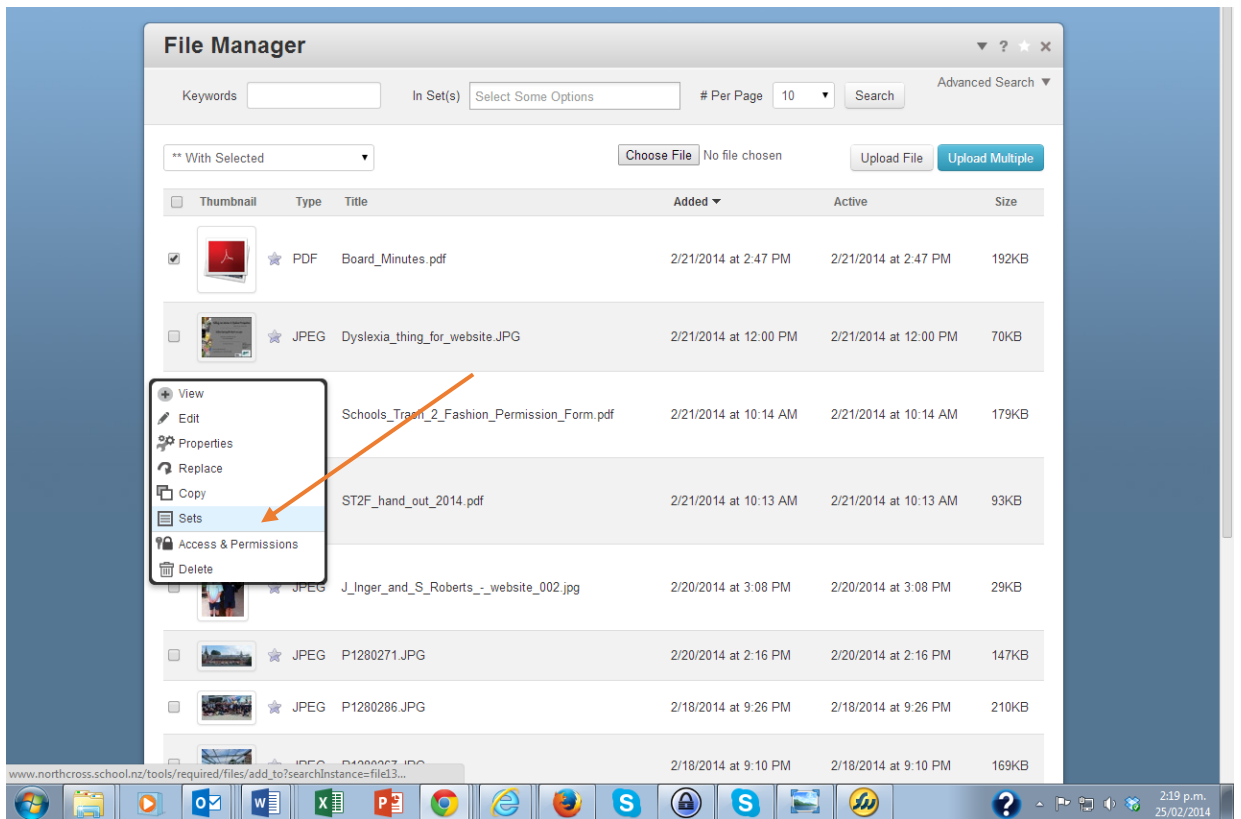 File Manager
▼ ? ★ ✕
Keywords In Set(s) Select Some Options # Per Page 10 ▼ Search Advanced Search ▼
** With Selected ▼ Choose File No file chosen Upload File Upload Multiple
Thumbnail Type Title Added ▼ Active Size
PDF Board_Minutes.pdf 2/21/2014 at 2:47 PM 2/21/2014 at 2:47 PM 192KB
JPEG Dyslexia_thing_for_website.JPG 2/21/2014 at 12:00 PM 2/21/2014 at 12:00 PM 70KB
View
Edit
Schools_Trash_2_Fashion_Permission_Form.pdf 2/21/2014 at 10:14 AM 2/21/2014 at 10:14 AM 179KB
Properties
Replace
Copy
ST2F_hand_out_2014.pdf 2/21/2014 at 10:13 AM 2/21/2014 at 10:13 AM 93KB
Sets
Access & Permissions
Delete
JPEG J_Inger_and_S_Roberts_-_website_002.jpg 2/20/2014 at 3:08 PM 2/20/2014 at 3:08 PM 29KB
JPEG P1280271.JPG 2/20/2014 at 2:16 PM 2/20/2014 at 2:16 PM 147KB
JPEG P1280286.JPG 2/18/2014 at 9:26 PM 2/18/2014 at 9:26 PM 210KB
2/18/2014 at 9:10 PM 2/18/2014 at 9:10 PM 169KB
www.northcross.school.nz/tools/required/files/add_to?searchInstance=file13...
2:19 p.m.
25/02/2014